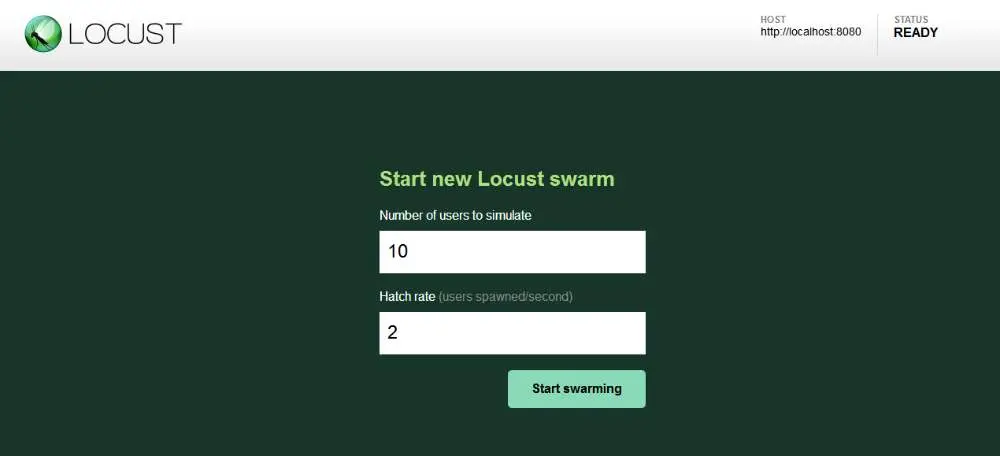 LOCUST
HOST
http://localhost:8080
STATUS
READY
Start new Locust swarm
Number of users to simulate
10
Hatch rate (users spawned/second)
2
Start swarming